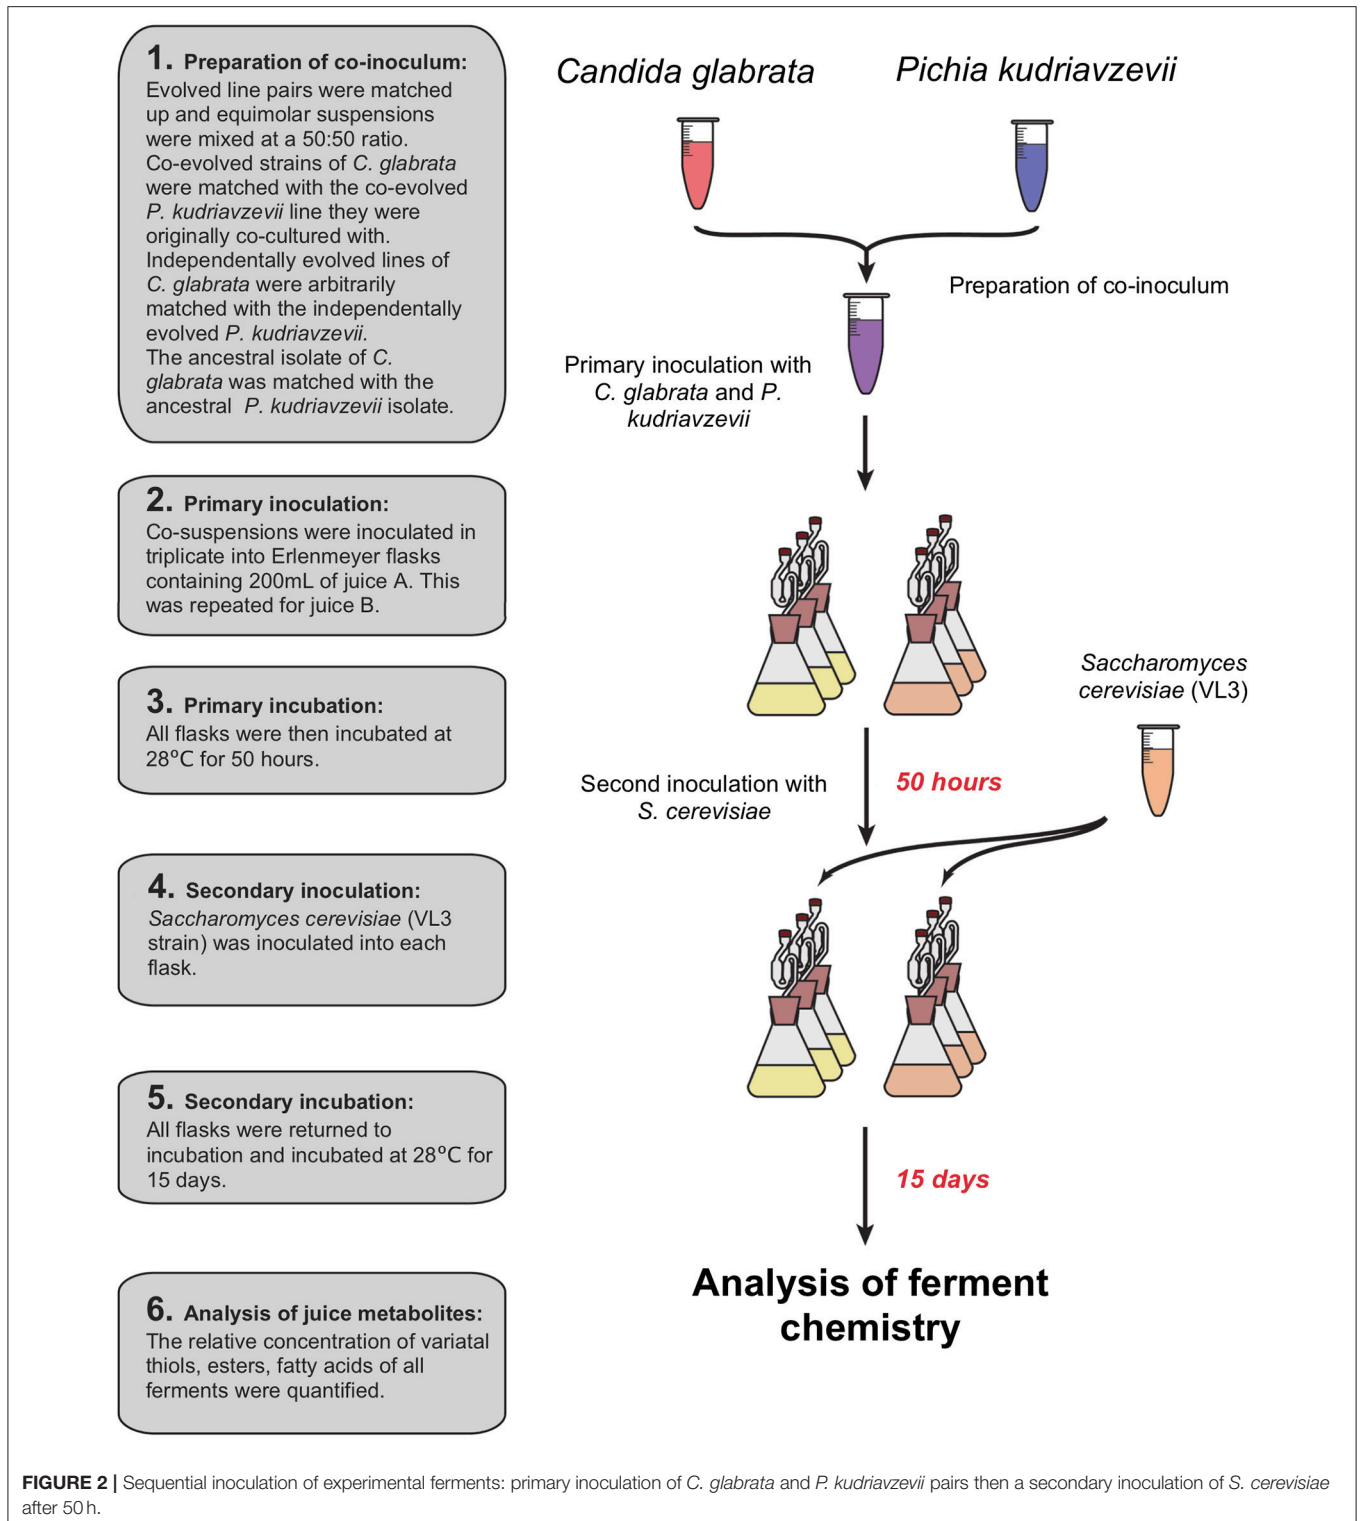 1. Preparation of co-inoculum:
Evolved line pairs were matched
up and equimolar suspensions
were mixed at a 50:50 ratio.
Co-evolved strains of C. glabrata
were matched with the co-evolved
P. kudriavzevii line they were
originally co-cultured with.
Independentally evolved lines of
C. glabrata were arbitrarily
matched with the independentally
evolved P. kudriavzevii.
The ancestral isolate of C.
glabrata was matched with the
ancestral P. kudriavzevii isolate.
2. Primary inoculation:
Co-suspensions were inoculated in
triplicate into Erlenmeyer flasks
containing 200mL of juice A. This
was repeated for juice B.
3. Primary incubation:
All flasks were then incubated at
28°C for 50 hours.
4. Secondary inoculation:
Saccharomyces cerevisiae (VL3
strain) was inoculated into each
flask.
5. Secondary incubation:
All flasks were returned to
incubation and incubated at 28°C for
15 days.
6. Analysis of juice metabolites:
The relative concentration of variatal
thiols, esters, fatty acids of all
ferments were quantified.
Candida glabrata
Pichia kudriavzevii
Preparation of co-inoculum
Primary inoculation with
C. glabrata and P.
kudriavzevii
Saccharomyces
cerevisiae (VL3)
Second inoculation with
S. cerevisiae
50 hours
15 days
Analysis of ferment
chemistry
FIGURE 2 | Sequential inoculation of experimental ferments: primary inoculation of C. glabrata and P. kudriavzevii pairs then a secondary inoculation of S. cerevisiae
after 50 h.